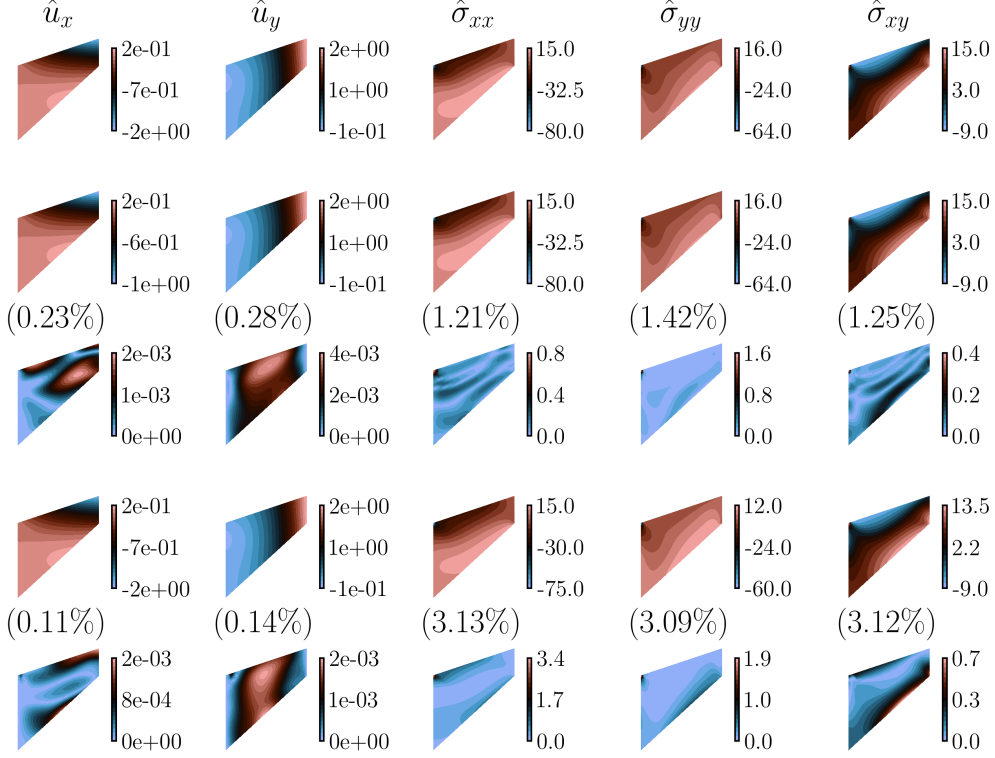 û_x û_y σ̂_xx σ̂_yy σ̂_xy
2e-01 2e+00 15.0 16.0 15.0
-7e-01 1e+00 -32.5 -24.0 3.0
-2e+00 -1e-01 -80.0 -64.0 -9.0
2e-01 2e+00 15.0 16.0 15.0
-6e-01 1e+00 -32.5 -24.0 3.0
-1e+00 -1e-01 -80.0 -64.0 -9.0
(0.23%) (0.28%) (1.21%) (1.42%) (1.25%)
2e-03 4e-03 0.8 1.6 0.4
1e-03 2e-03 0.4 0.8 0.2
0e+00 0e+00 0.0 0.0 0.0
2e-01 2e+00 15.0 12.0 13.5
-7e-01 1e+00 -30.0 -24.0 2.2
-2e+00 -1e-01 -75.0 -60.0 -9.0
(0.11%) (0.14%) (3.13%) (3.09%) (3.12%)
2e-03 2e-03 3.4 1.9 0.7
8e-04 1e-03 1.7 1.0 0.3
0e+00 0e+00 0.0 0.0 0.0